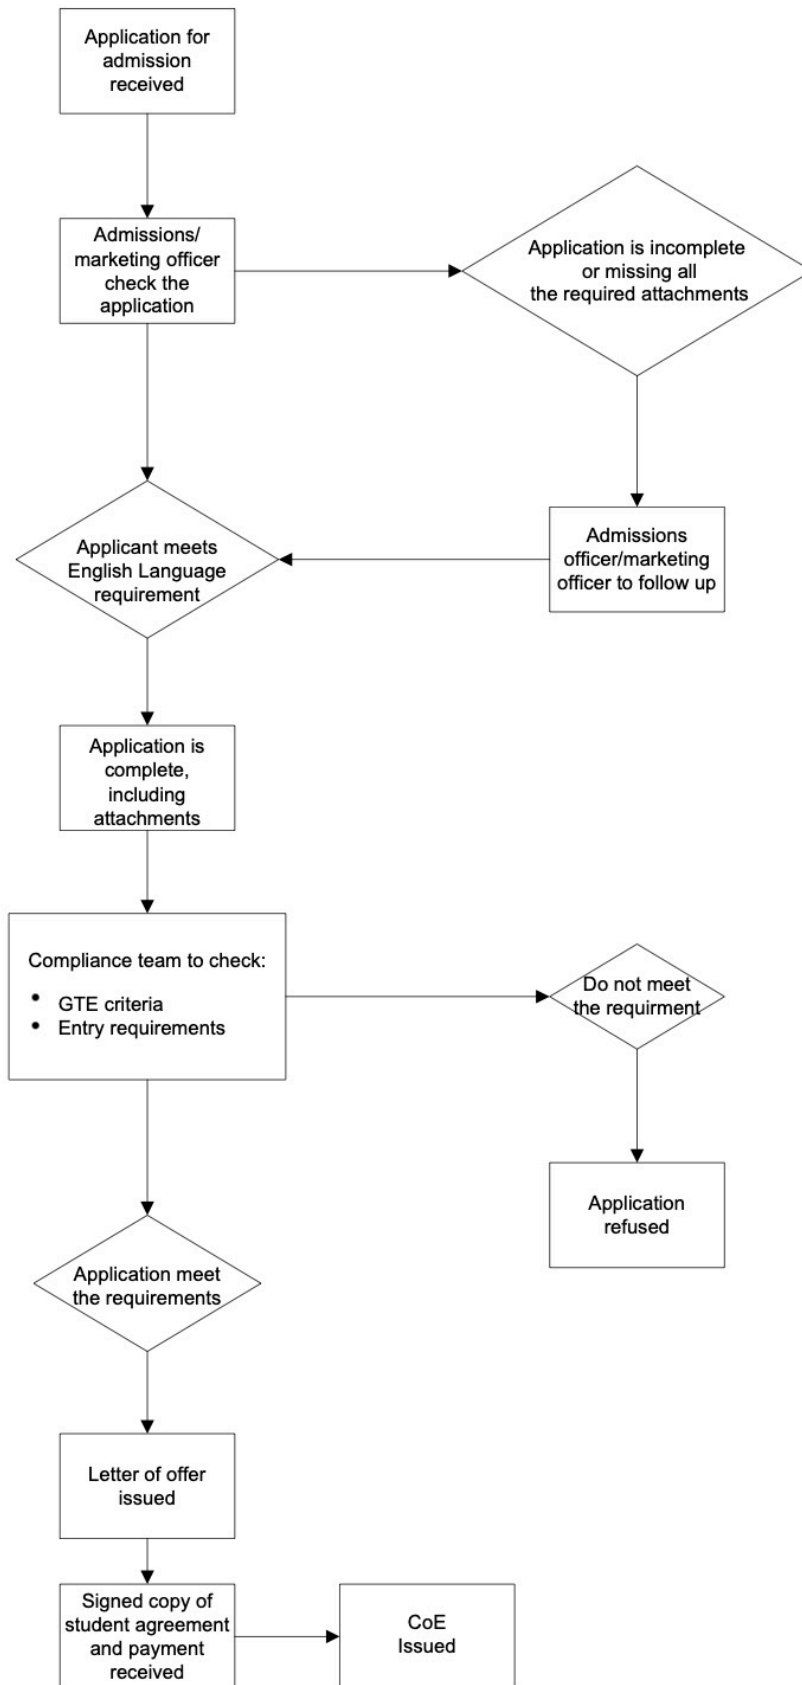 Application for
admission
received
Admissions/
marketing officer
check the
application
Application is incomplete
or missing all
the required attachments
Applicant meets
English Language
requirement
Admissions
officer/marketing
officer to follow up
Application is
complete,
including
attachments
Compliance team to check:
• GTE criteria
• Entry requirements
Do not meet
the requirment
Application
refused
Application meet
the requirements
Letter of offer
issued
Signed copy of
student agreement
and payment
received
CoE
Issued